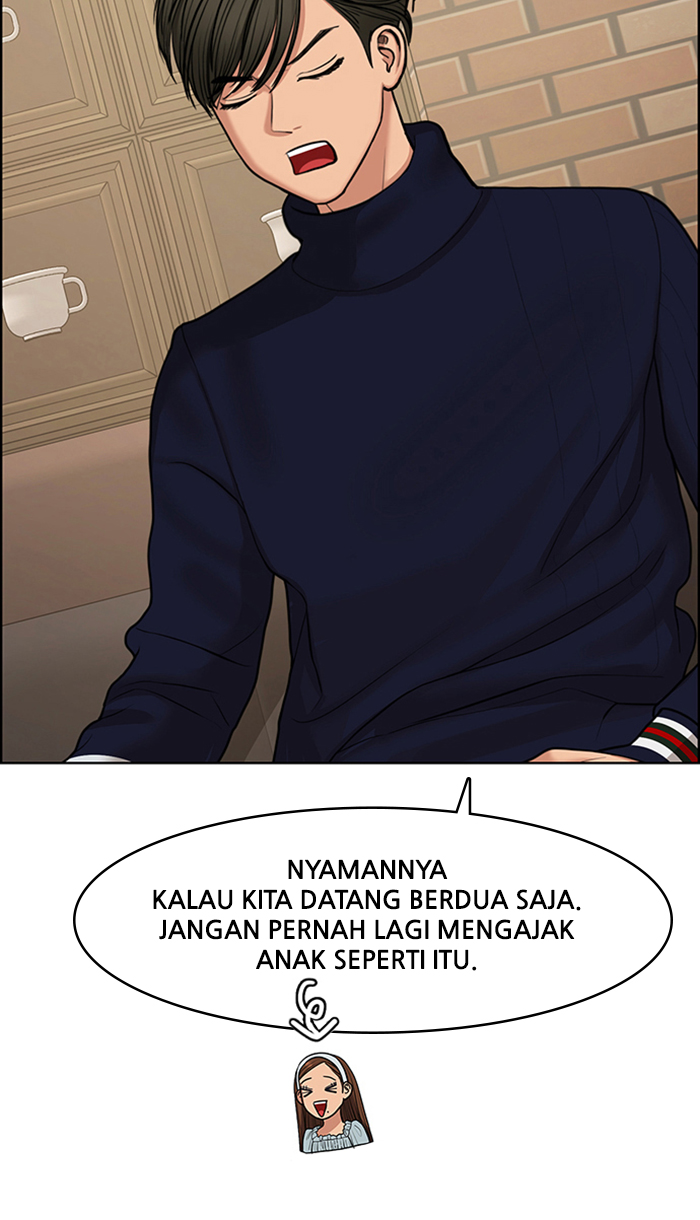 NYAMANNYA
KALAU KITA DATANG BERDUA SAJA.
JANGAN PERNAH LAGI MENGAJAK
ANAK SEPERTI ITU.